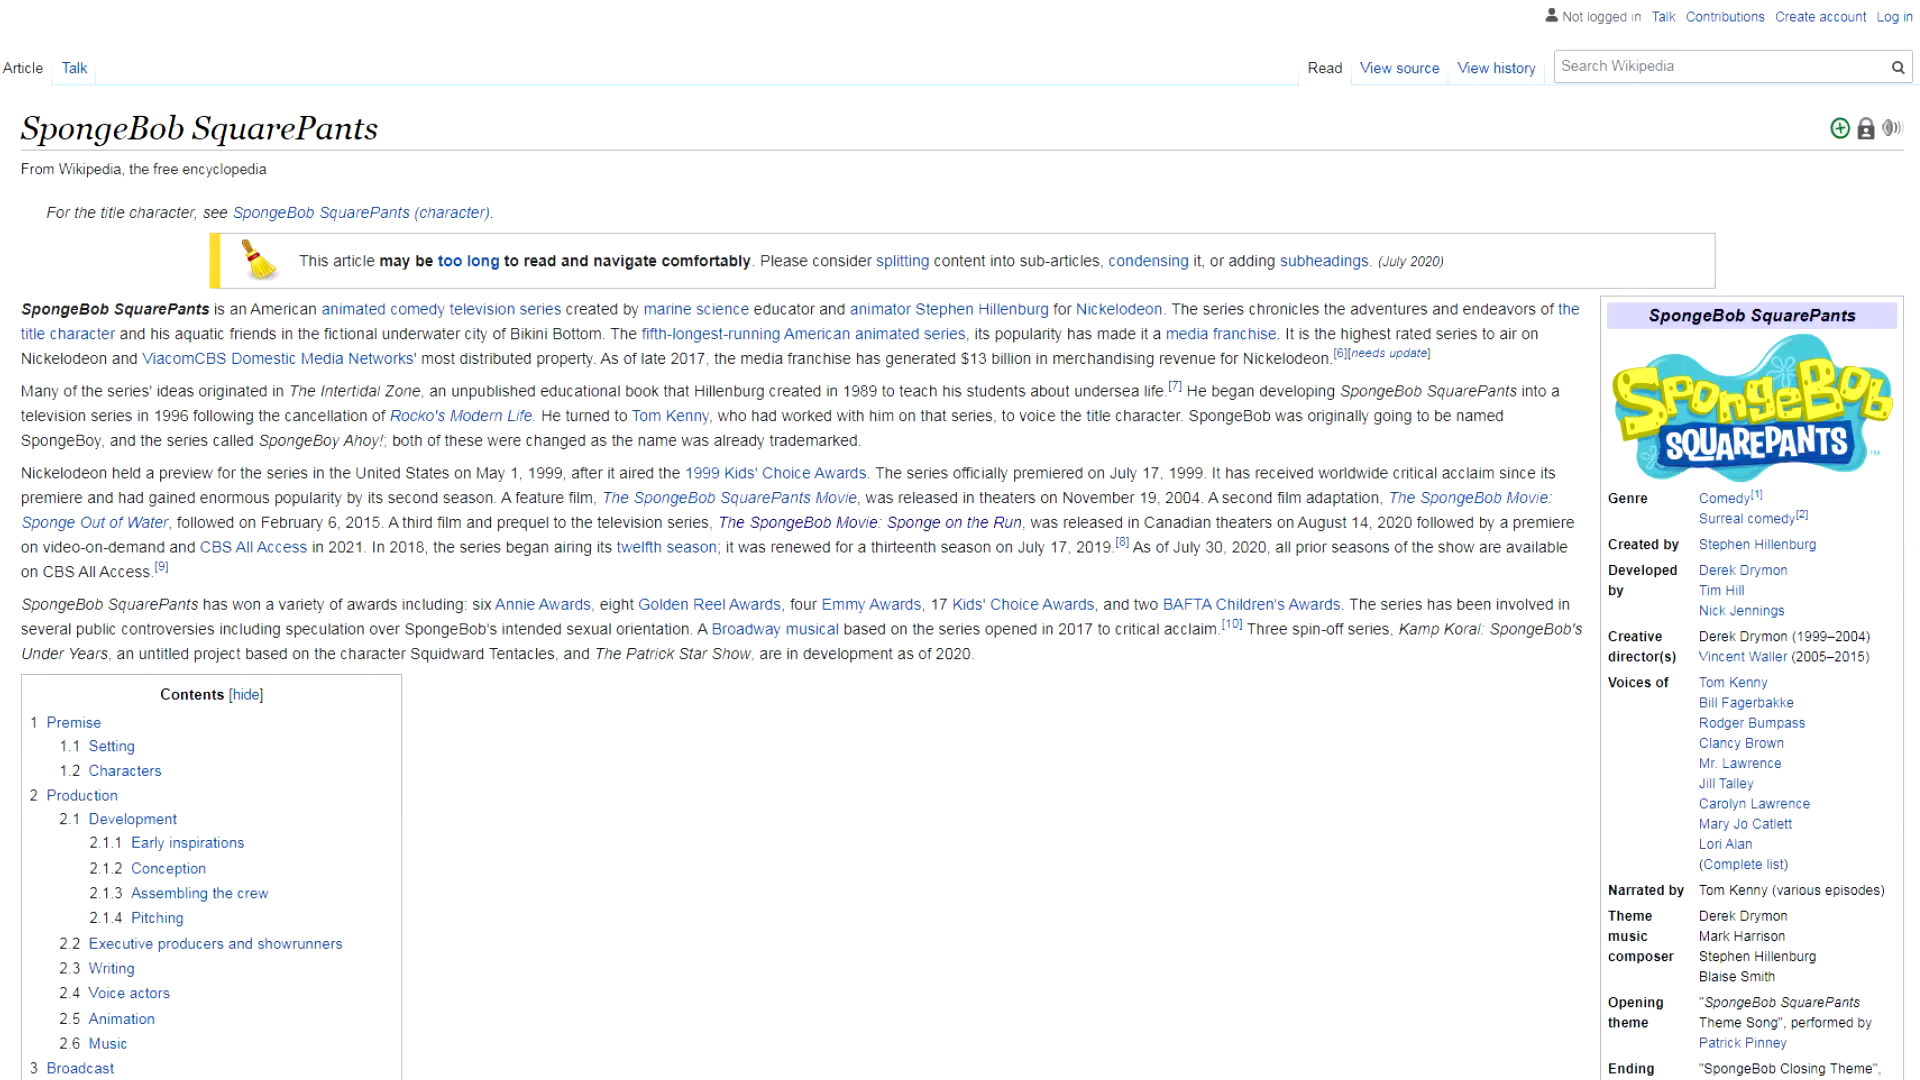 Not logged in Talk Contributions Create account Log in
Article Talk Read View source View history Search Wikipedia
SpongeBob SquarePants
From Wikipedia, the free encyclopedia
For the title character, see SpongeBob SquarePants (character).
This article may be too long to read and navigate comfortably. Please consider splitting content into sub-articles, condensing it, or adding subheadings. (July 2020)
SpongeBob SquarePants is an American animated comedy television series created by marine science educator and animator Stephen Hillenburg for Nickelodeon. The series chronicles the adventures and endeavors of the
title character and his aquatic friends in the fictional underwater city of Bikini Bottom. The fifth-longest-running American animated series, its popularity has made it a media franchise. It is the highest rated series to air on
Nickelodeon and ViacomCBS Domestic Media Networks' most distributed property. As of late 2017, the media franchise has generated $13 billion in merchandising revenue for Nickelodeon.[6][needs update]
Many of the series' ideas originated in The Intertidal Zone, an unpublished educational book that Hillenburg created in 1989 to teach his students about undersea life.[7] He began developing SpongeBob SquarePants into a
television series in 1996 following the cancellation of Rocko's Modern Life. He turned to Tom Kenny, who had worked with him on that series, to voice the title character. SpongeBob was originally going to be named
SpongeBoy, and the series called SpongeBoy Ahoy!; both of these were changed as the name was already trademarked.
Nickelodeon held a preview for the series in the United States on May 1, 1999, after it aired the 1999 Kids' Choice Awards. The series officially premiered on July 17, 1999. It has received worldwide critical acclaim since its
premiere and had gained enormous popularity by its second season. A feature film, The SpongeBob SquarePants Movie, was released in theaters on November 19, 2004. A second film adaptation, The SpongeBob Movie:
Sponge Out of Water, followed on February 6, 2015. A third film and prequel to the television series, The SpongeBob Movie: Sponge on the Run, was released in Canadian theaters on August 14, 2020 followed by a premiere
on video-on-demand and CBS All Access in 2021. In 2018, the series began airing its twelfth season; it was renewed for a thirteenth season on July 17, 2019.[8] As of July 30, 2020, all prior seasons of the show are available
on CBS All Access.[9]
SpongeBob SquarePants has won a variety of awards including: six Annie Awards, eight Golden Reel Awards, four Emmy Awards, 17 Kids' Choice Awards, and two BAFTA Children's Awards. The series has been involved in
several public controversies including speculation over SpongeBob's intended sexual orientation. A Broadway musical based on the series opened in 2017 to critical acclaim.[10] Three spin-off series, Kamp Koral: SpongeBob's
Under Years, an untitled project based on the character Squidward Tentacles, and The Patrick Star Show, are in development as of 2020.
Contents [hide]
1 Premise
1.1 Setting
1.2 Characters
2 Production
2.1 Development
2.1.1 Early inspirations
2.1.2 Conception
2.1.3 Assembling the crew
2.1.4 Pitching
2.2 Executive producers and showrunners
2.3 Writing
2.4 Voice actors
2.5 Animation
2.6 Music
3 Broadcast
SpongeBob SquarePants
SpongeBob
SQUAREPANTS ™
Genre Comedy[1]
Surreal comedy[2]
Created by Stephen Hillenburg
Developed Derek Drymon
by Tim Hill
Nick Jennings
Creative Derek Drymon (1999–2004)
director(s) Vincent Waller (2005–2015)
Voices of Tom Kenny
Bill Fagerbakke
Rodger Bumpass
Clancy Brown
Mr. Lawrence
Jill Talley
Carolyn Lawrence
Mary Jo Catlett
Lori Alan
(Complete list)
Narrated by Tom Kenny (various episodes)
Theme Derek Drymon
music Mark Harrison
composer Stephen Hillenburg
Blaise Smith
Opening "SpongeBob SquarePants
theme Theme Song", performed by
Patrick Pinney
Ending "SpongeBob Closing Theme",